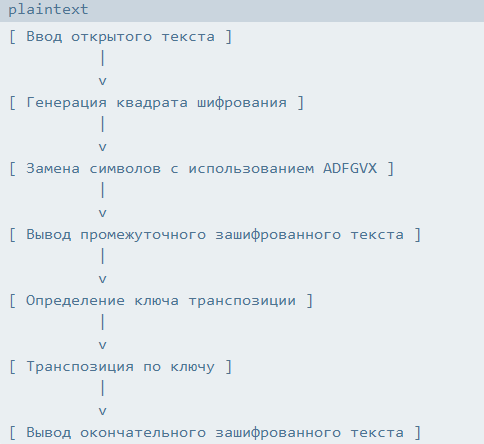 plaintext
[ Ввод открытого текста ]
|
v
[ Генерация квадрата шифрования ]
|
v
[ Замена символов с использованием ADFGVX ]
|
v
[ Вывод промежуточного зашифрованного текста ]
|
v
[ Определение ключа транспозиции ]
|
v
[ Транспозиция по ключу ]
|
v
[ Вывод окончательного зашифрованного текста ]